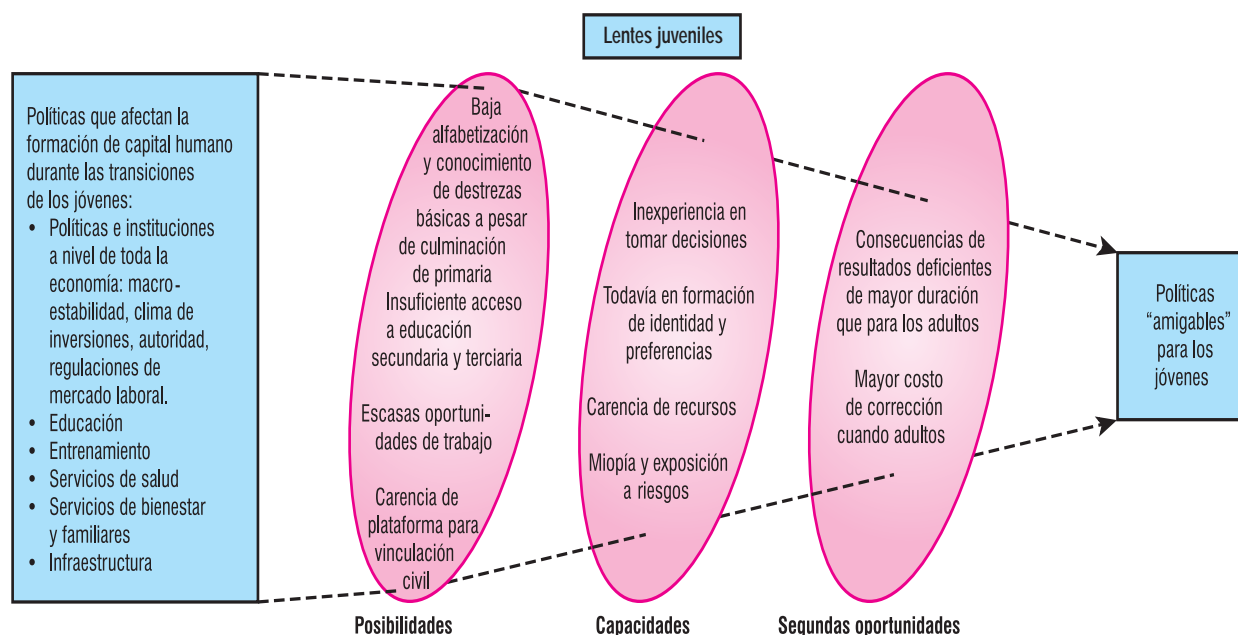 Lentes juveniles
Políticas que afectan la
formación de capital humano
durante las transiciones
de los jóvenes:
• Políticas e instituciones
a nivel de toda la
economía: macro-
estabilidad, clima de
inversiones, autoridad,
regulaciones de
mercado laboral.
• Educación
• Entrenamiento
• Servicios de salud
• Servicios de bienestar
y familiares
• Infraestructura
Baja
alfabetización
y conocimiento
de destrezas
básicas a pesar
de culminación
de primaria
Insuficiente acceso
a educación
secundaria y terciaria
Escasas oportuni-
dades de trabajo
Carencia de
plataforma para
vinculación
civil
Posibilidades
Inexperiencia en
tomar decisiones
Todavía en formación
de identidad y
preferencias
Carencia de recursos
Miopía y exposición
a riesgos
Capacidades
Consecuencias de
resultados deficientes
de mayor duración
que para los adultos
Mayor costo
de corrección
cuando adultos
Segundas oportunidades
Políticas
“amigables”
para los
jóvenes